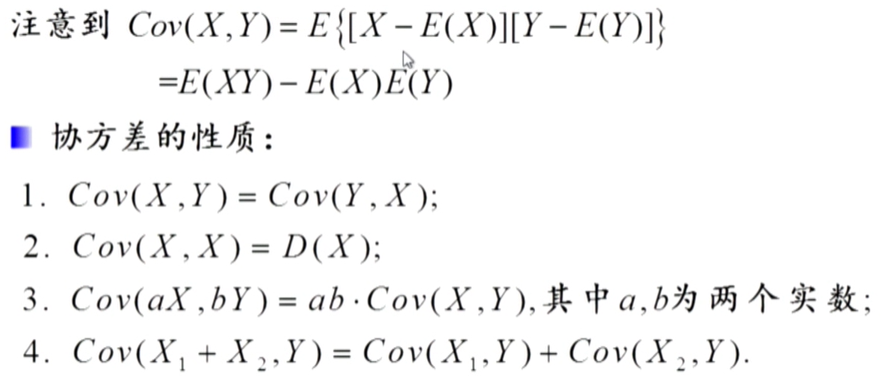 注意到 Cov(X,Y) = E{[X − E(X)][Y − E(Y)]}
=E(XY) − E(X)E(Y)
协方差的性质：
1. Cov(X,Y) = Cov(Y,X);
2. Cov(X,X) = D(X);
3. Cov(aX,bY) = ab·Cov(X,Y),其中a,b为两个实数;
4. Cov(X₁ + X₂,Y) = Cov(X₁,Y) + Cov(X₂,Y).